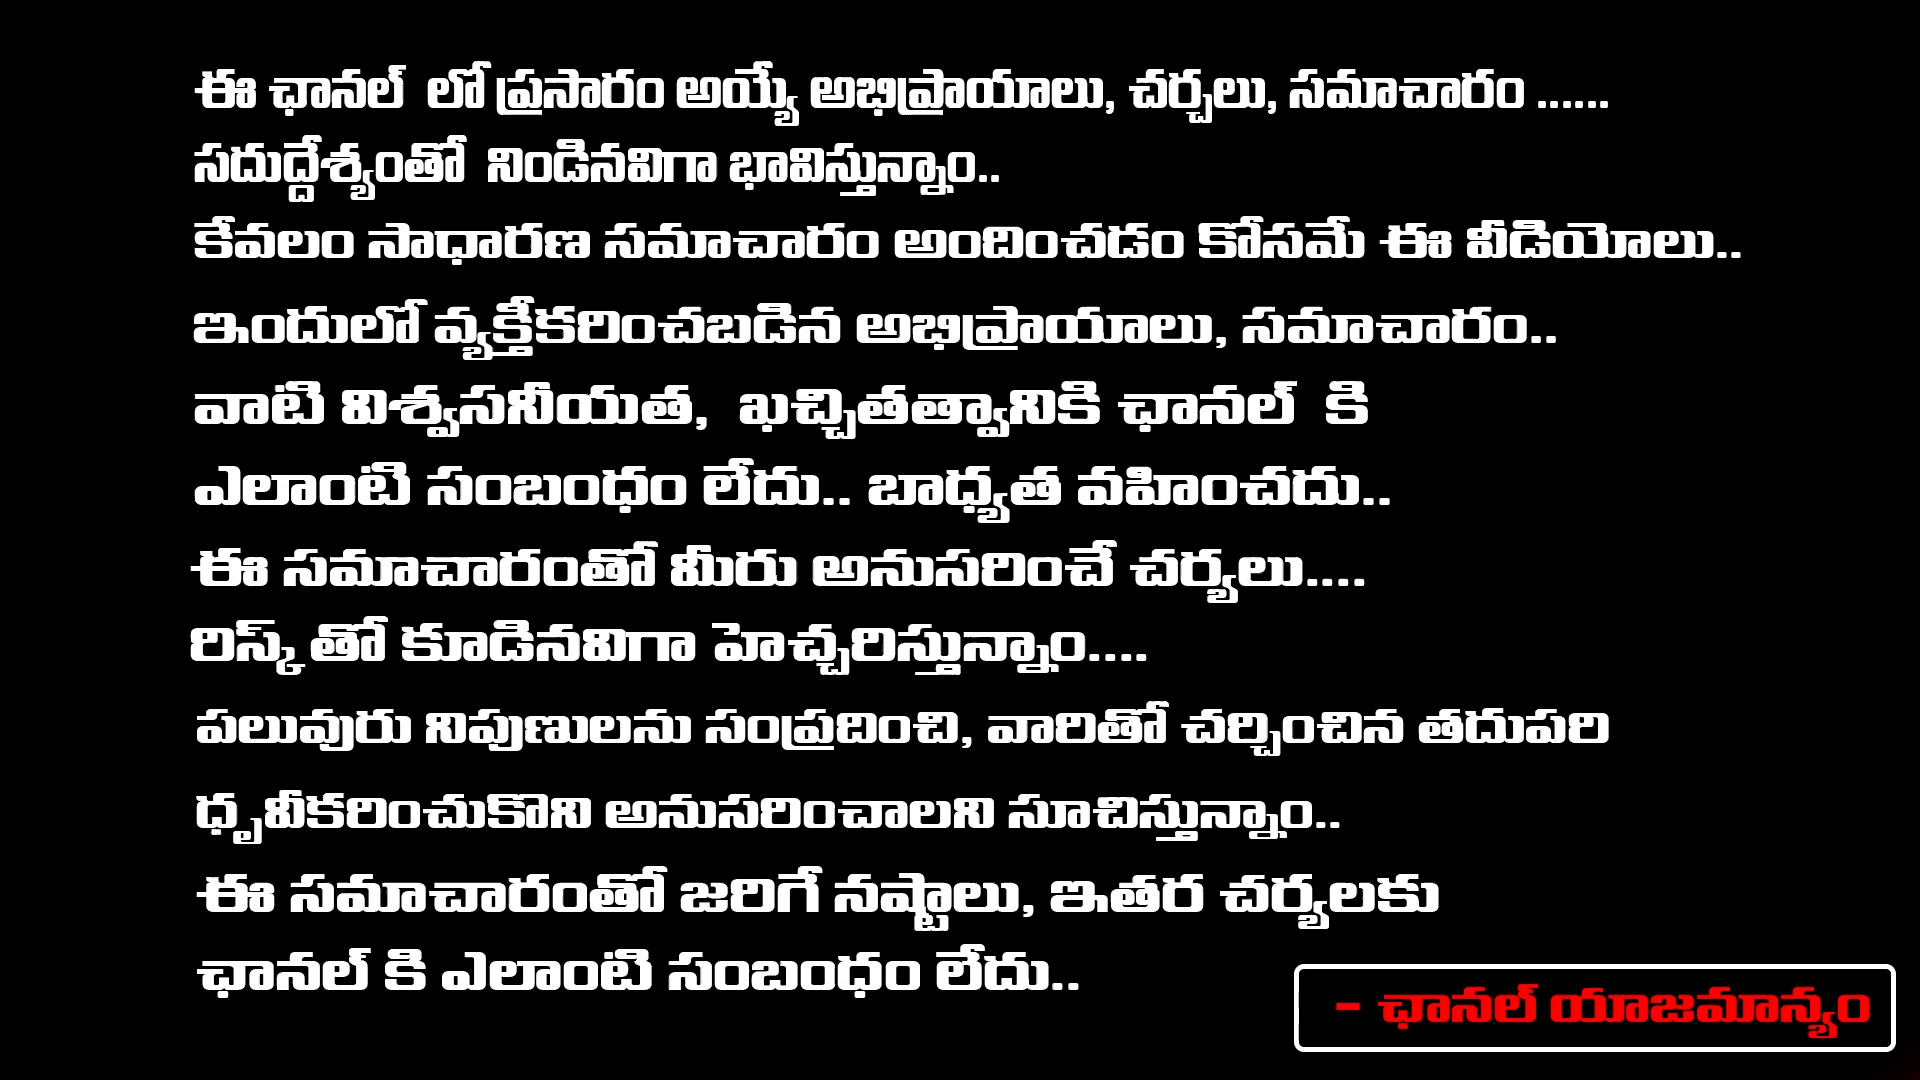 ఈ ఛానల్ లో ప్రసారం అయ్యే అభిప్రాయాలు, చర్చలు, సమాచారం ......
సదుద్దేశ్యంతో నిండినవిగా భావిస్తున్నాం..
కేవలం సాధారణ సమాచారం అందించడం కోసమే ఈ వీడియోలు..
ఇందులో వ్యక్తీకరించబడిన అభిప్రాయాలు, సమాచారం..
వాటి విశ్వసనీయత, ఖచ్చితత్వానికి ఛానల్ కి
ఎలాంటి సంబంధం లేదు.. బాధ్యత వహించదు..
ఈ సమాచారంతో మీరు అనుసరించే చర్యలు....
రిస్క్ తో కూడినవిగా హెచ్చరిస్తున్నాం....
పలువురు నిపుణులను సంప్రదించి, వారితో చర్చించిన తదుపరి
ధృవీకరించుకొని అనుసరించాలని సూచిస్తున్నాం..
ఈ సమాచారంతో జరిగే నష్టాలు, ఇతర చర్యలకు
ఛానల్ కి ఎలాంటి సంబంధం లేదు..
- ఛానల్ యాజమాన్యం